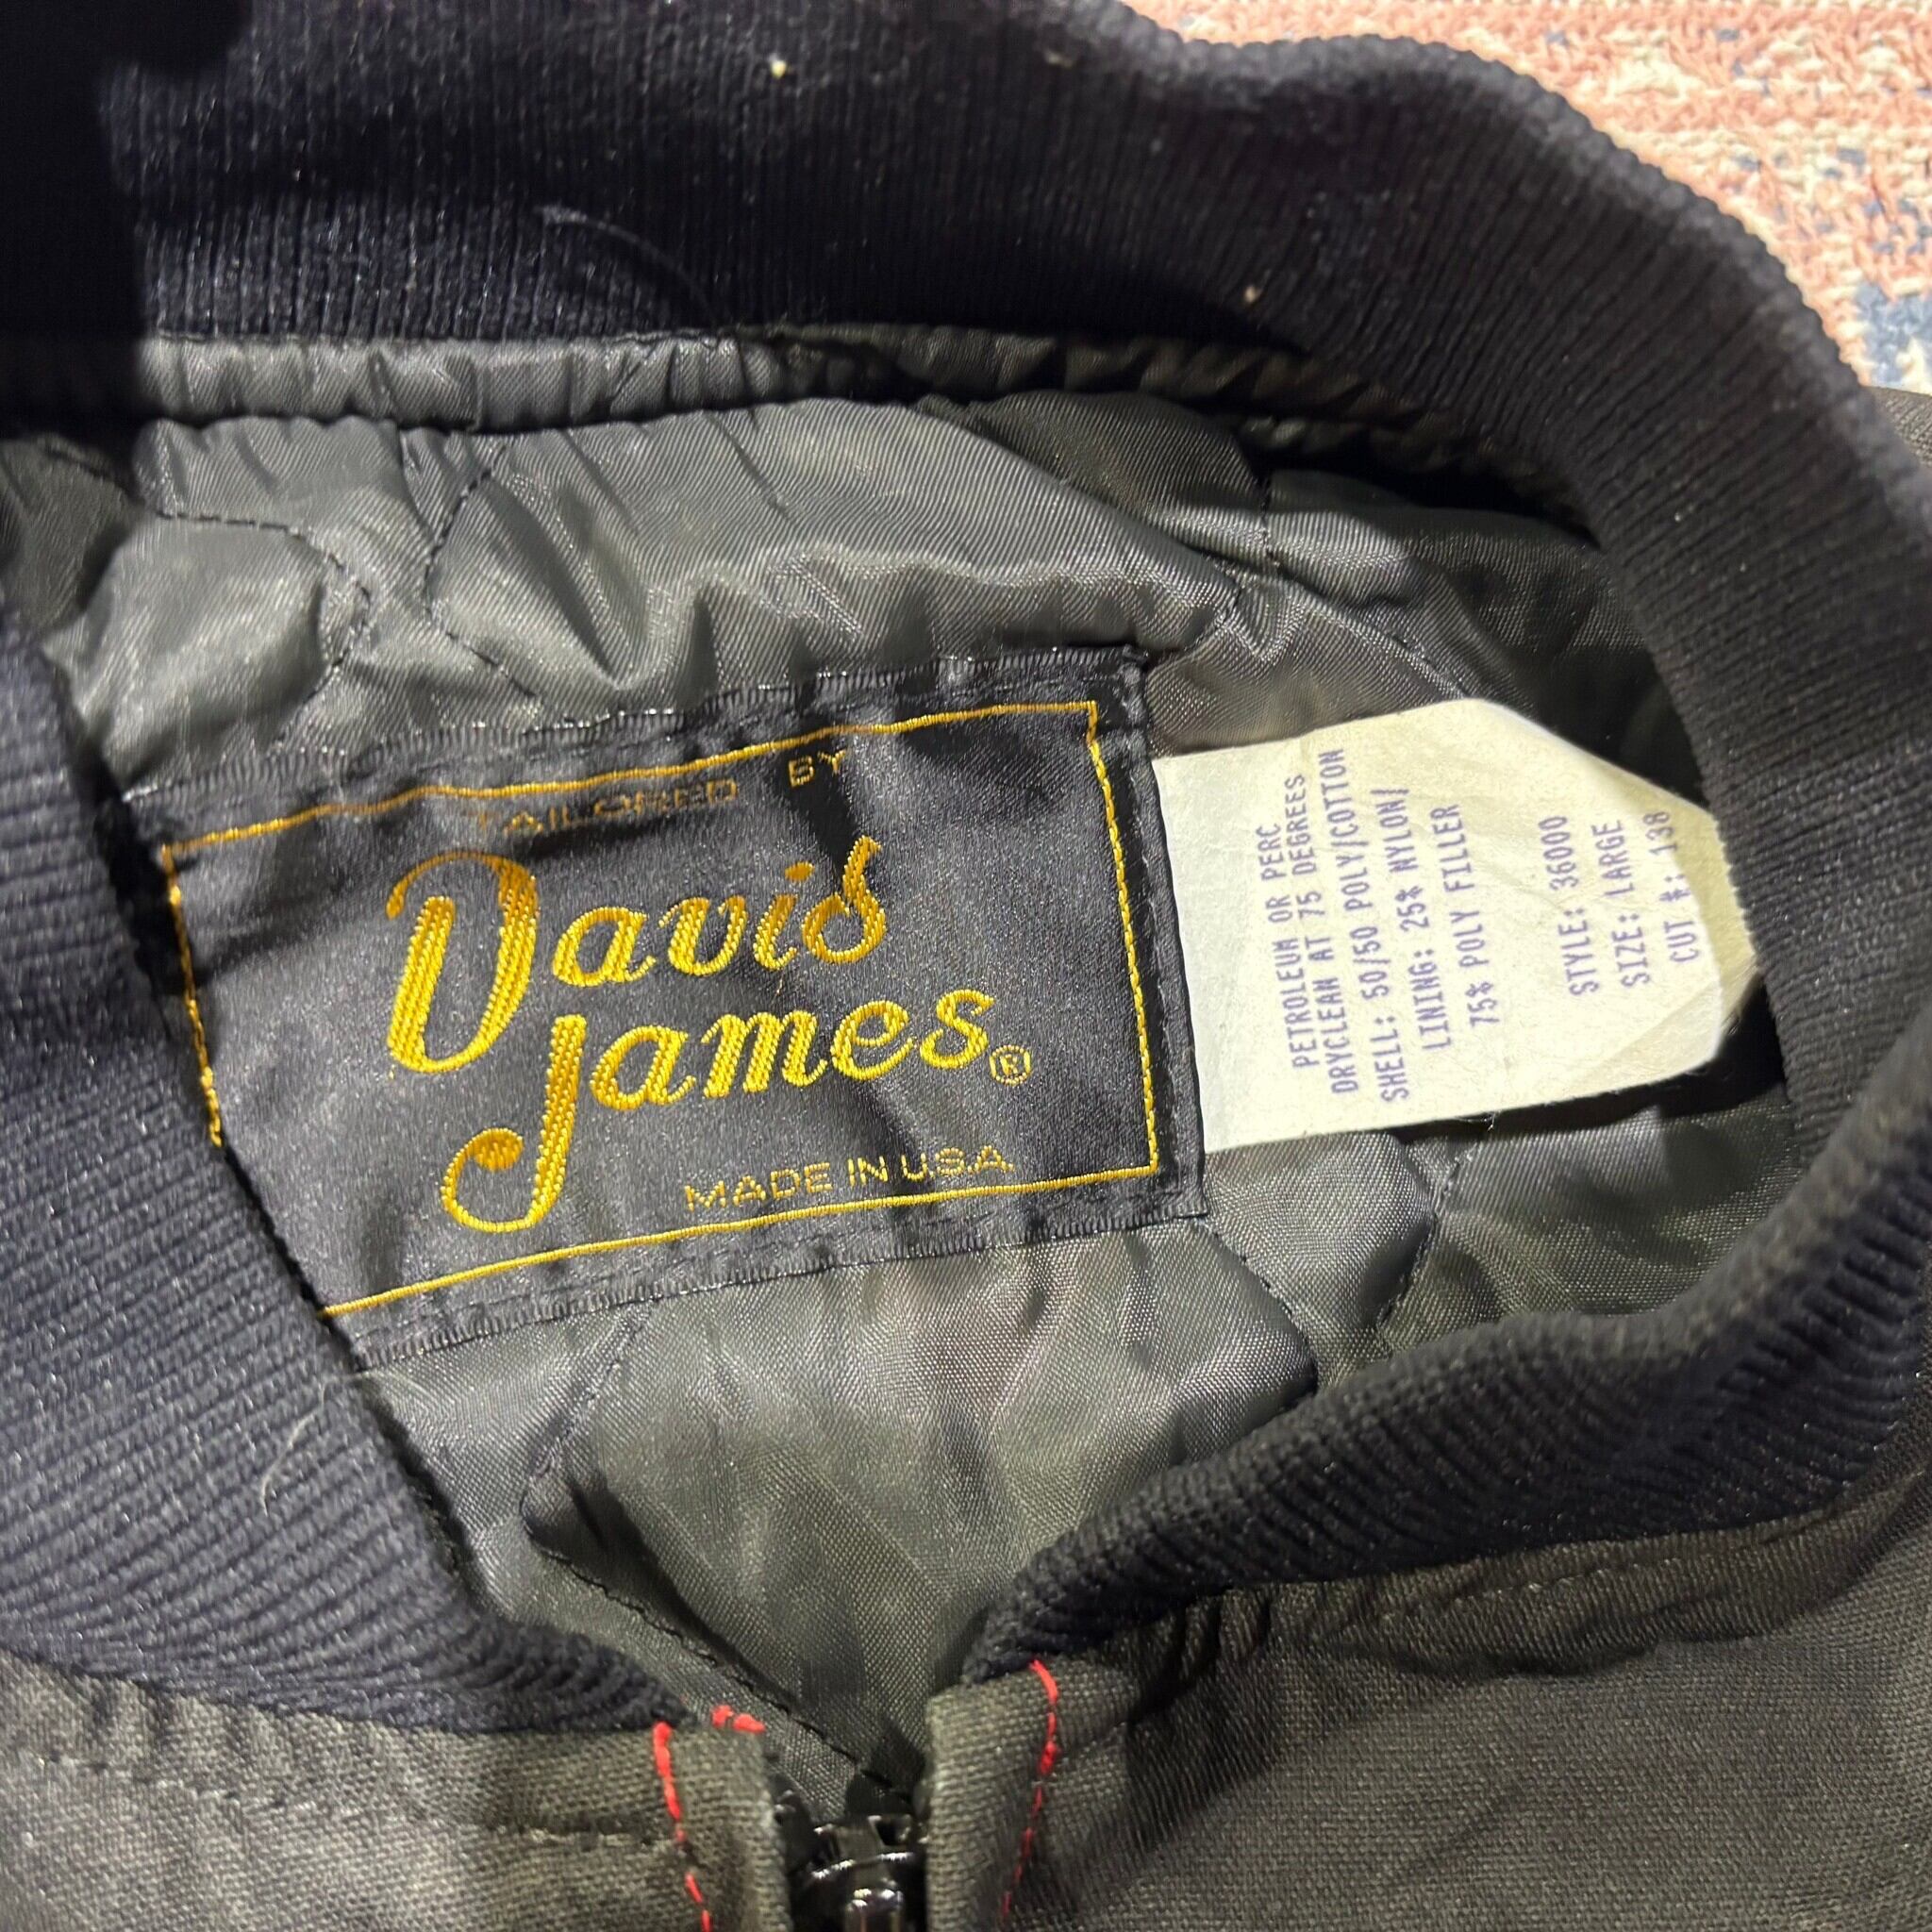 TAILORED BY
David
James®
MADE IN U.S.A.
PETROLEUM OR PERC
DRYCLEAN AT 75 DEGREES
SHELL: 50/50 POLY/COTTON
LINING: 25% NYLON/
75% POLY FILLER
STYLE: 36000
SIZE: LARGE
CUT #: 138